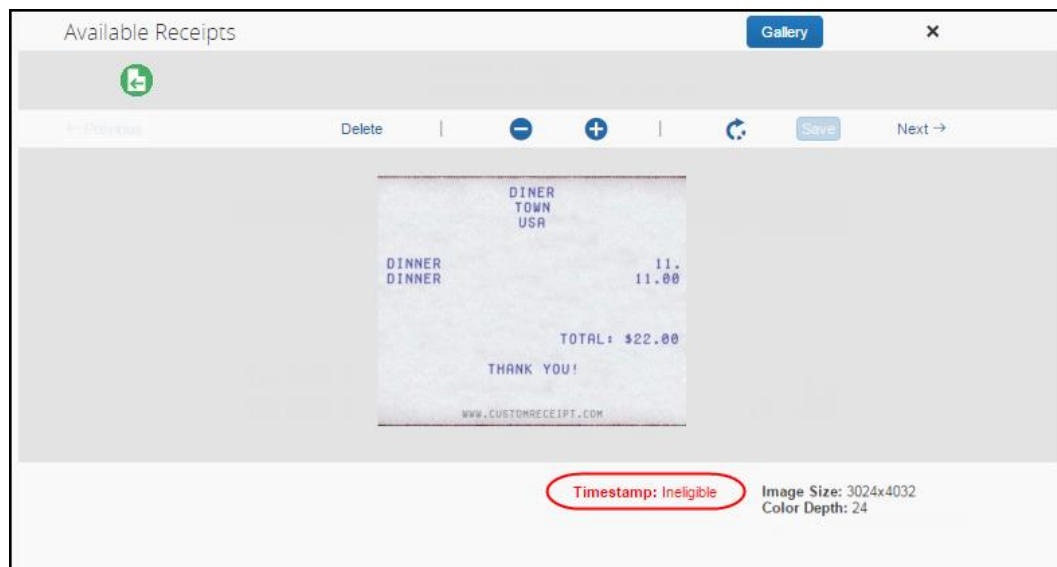 Available Receipts Gallery ×
← Previous Delete | | Save Next →
DINER
TOWN
USA
DINNER 11.
DINNER 11.00
TOTAL: $22.00
THANK YOU!
WWW.CUSTOMRECEIPT.COM
Timestamp: Ineligible Image Size: 3024x4032
Color Depth: 24